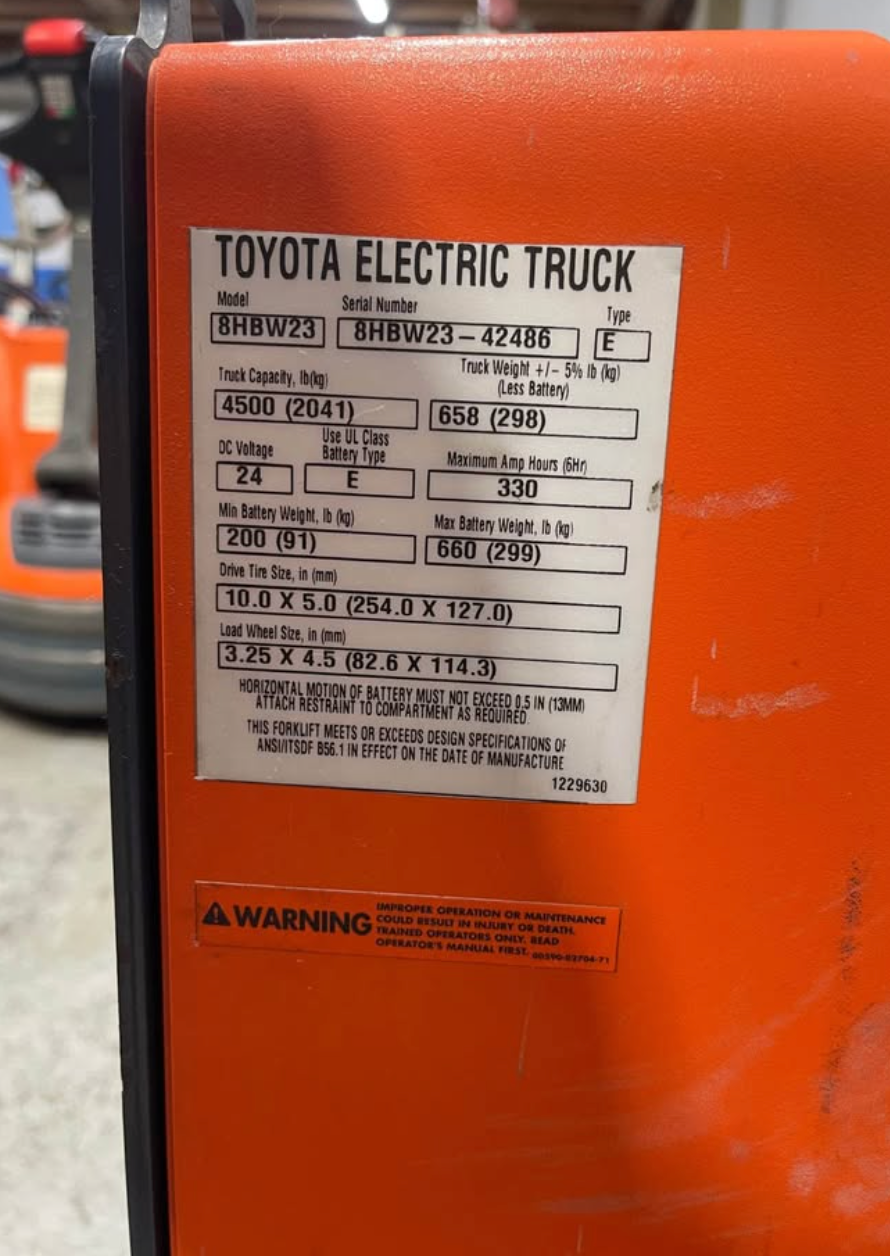 TOYOTA ELECTRIC TRUCK
Model Serial Number Type
8HBW23 8HBW23-42486 E
Truck Capacity, lb(kg) Truck Weight +/- 5% lb (kg)
(Less Battery)
4500 (2041) 658 (298)
DC Voltage Use UL Class
Battery Type Maximum Amp Hours (6Hr)
24 E 330
Min Battery Weight, lb (kg) Max Battery Weight, lb (kg)
200 (91) 660 (299)
Drive Tire Size, in (mm)
10.0 X 5.0 (254.0 X 127.0)
Load Wheel Size, in (mm)
3.25 X 4.5 (82.6 X 114.3)
HORIZONTAL MOTION OF BATTERY MUST NOT EXCEED 0.5 IN (13MM)
ATTACH RESTRAINT TO COMPARTMENT AS REQUIRED.
THIS FORKLIFT MEETS OR EXCEEDS DESIGN SPECIFICATIONS OF
ANSI/ITSDF B56.1 IN EFFECT ON THE DATE OF MANUFACTURE
1229630
WARNING
IMPROPER OPERATION OR MAINTENANCE
COULD RESULT IN INJURY OR DEATH.
TRAINED OPERATORS ONLY. READ
OPERATOR'S MANUAL FIRST. 00590-02704-71